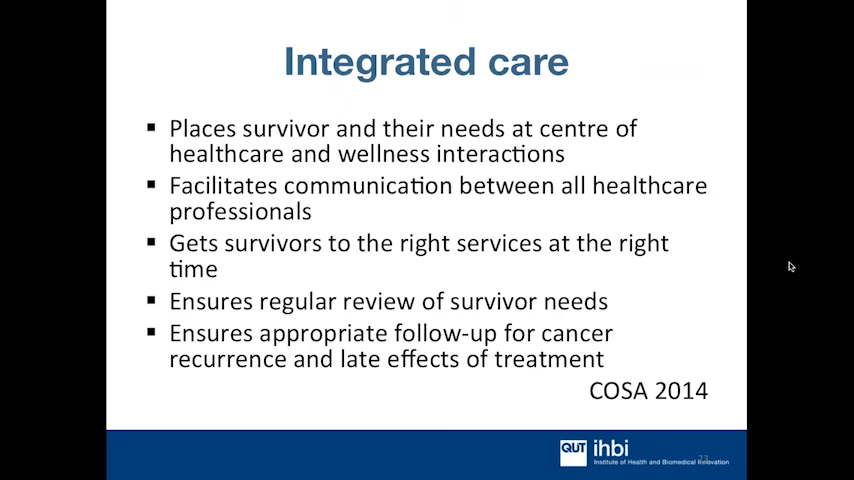 Integrated care
▪ Places survivor and their needs at centre of
healthcare and wellness interactions
▪ Facilitates communication between all healthcare
professionals
▪ Gets survivors to the right services at the right
time
▪ Ensures regular review of survivor needs
▪ Ensures appropriate follow-up for cancer
recurrence and late effects of treatment
COSA 2014
QUT ihbi
Institute of Health and Biomedical Innovation
23